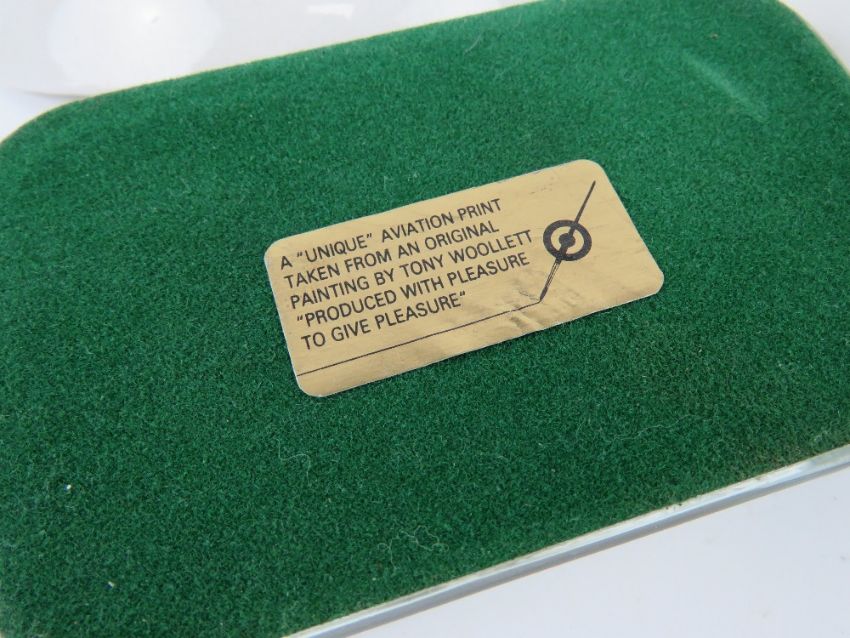 A "UNIQUE" AVIATION PRINT
TAKEN FROM AN ORIGINAL
PAINTING BY TONY WOOLLETT
"PRODUCED WITH PLEASURE
TO GIVE PLEASURE"